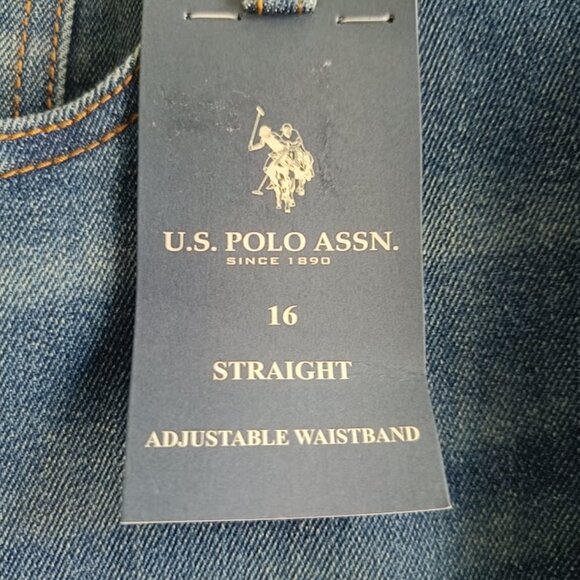 U.S. POLO ASSN.
SINCE 1890
16
STRAIGHT
ADJUSTABLE WAISTBAND